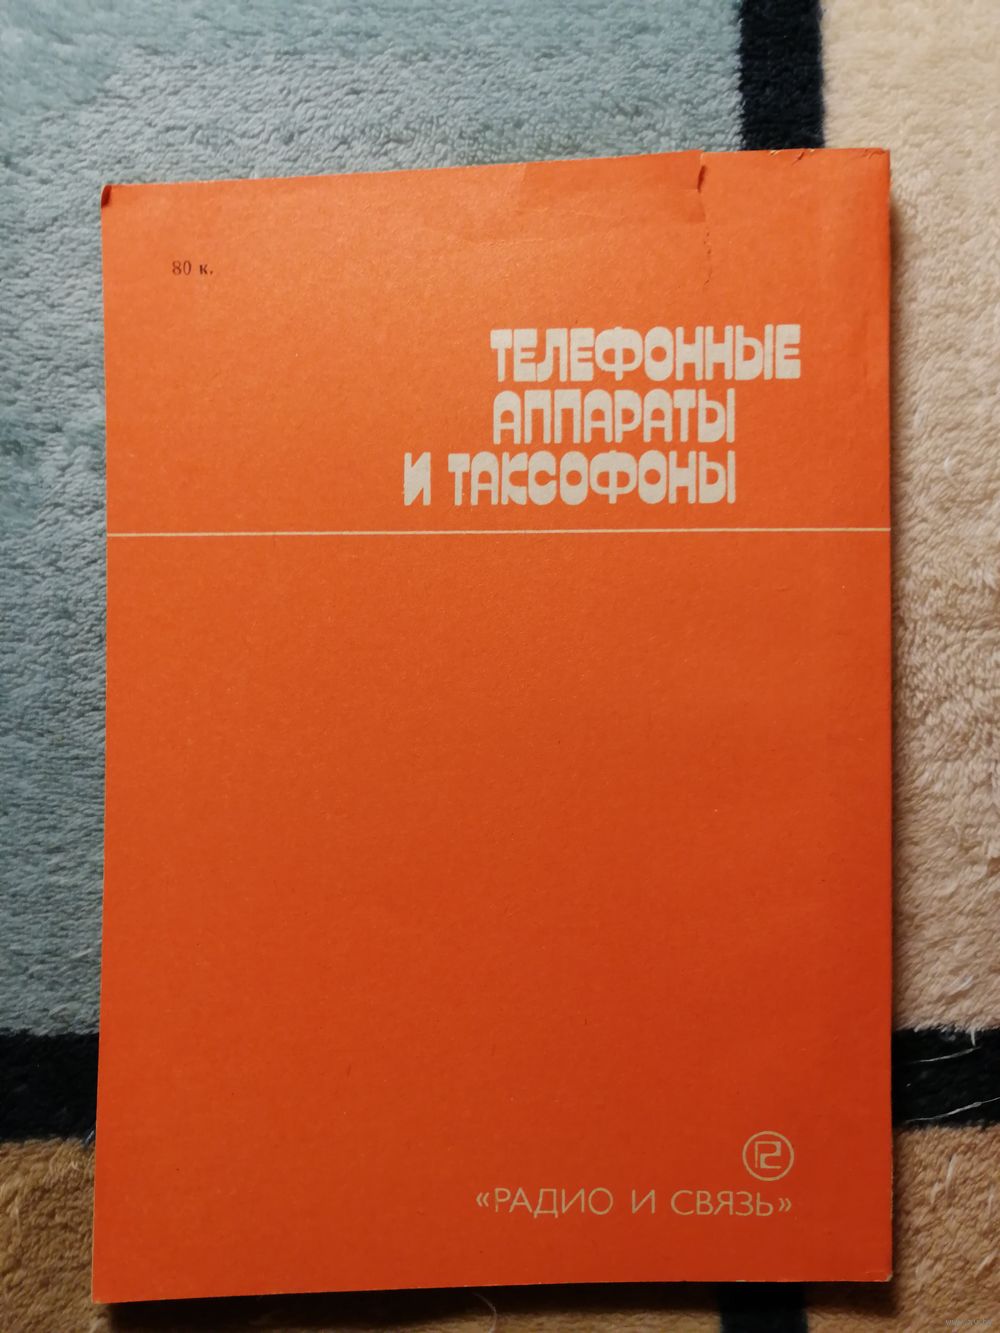 80 к.
ТЕЛЕФОННЫЕ
АППАРАТЫ
И ТАКСОФОНЫ
«РАДИО И СВЯЗЬ»